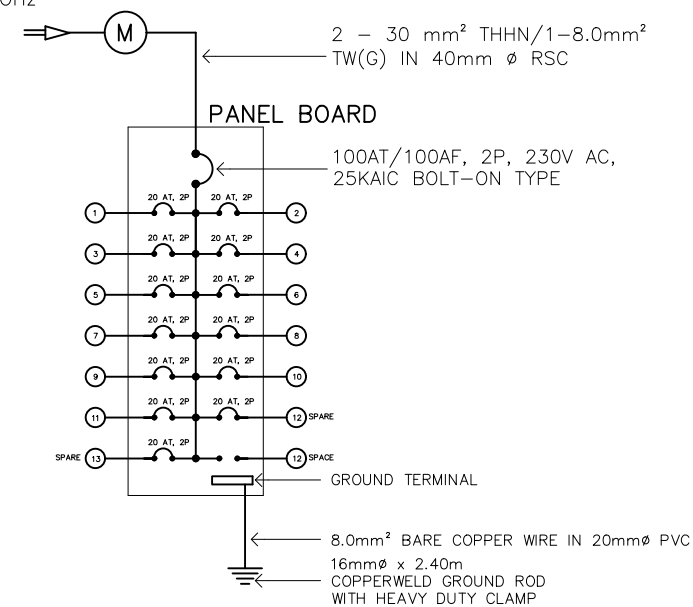 M
2 - 30 mm² THHN/1-8.0mm²
TW(G) IN 40mm ø RSC
PANEL BOARD
100AT/100AF, 2P, 230V AC,
25KAIC BOLT-ON TYPE
20 AT, 2P 20 AT, 2P
1 2
20 AT, 2P 20 AT, 2P
3 4
20 AT, 2P 20 AT, 2P
5 6
20 AT, 2P 20 AT, 2P
7 8
20 AT, 2P 20 AT, 2P
9 10
20 AT, 2P 20 AT, 2P
11 12 SPARE
20 AT, 2P
SPARE 13 12 SPACE
GROUND TERMINAL
8.0mm² BARE COPPER WIRE IN 20mmø PVC
16mmø x 2.40m
COPPERWELD GROUND ROD
WITH HEAVY DUTY CLAMP